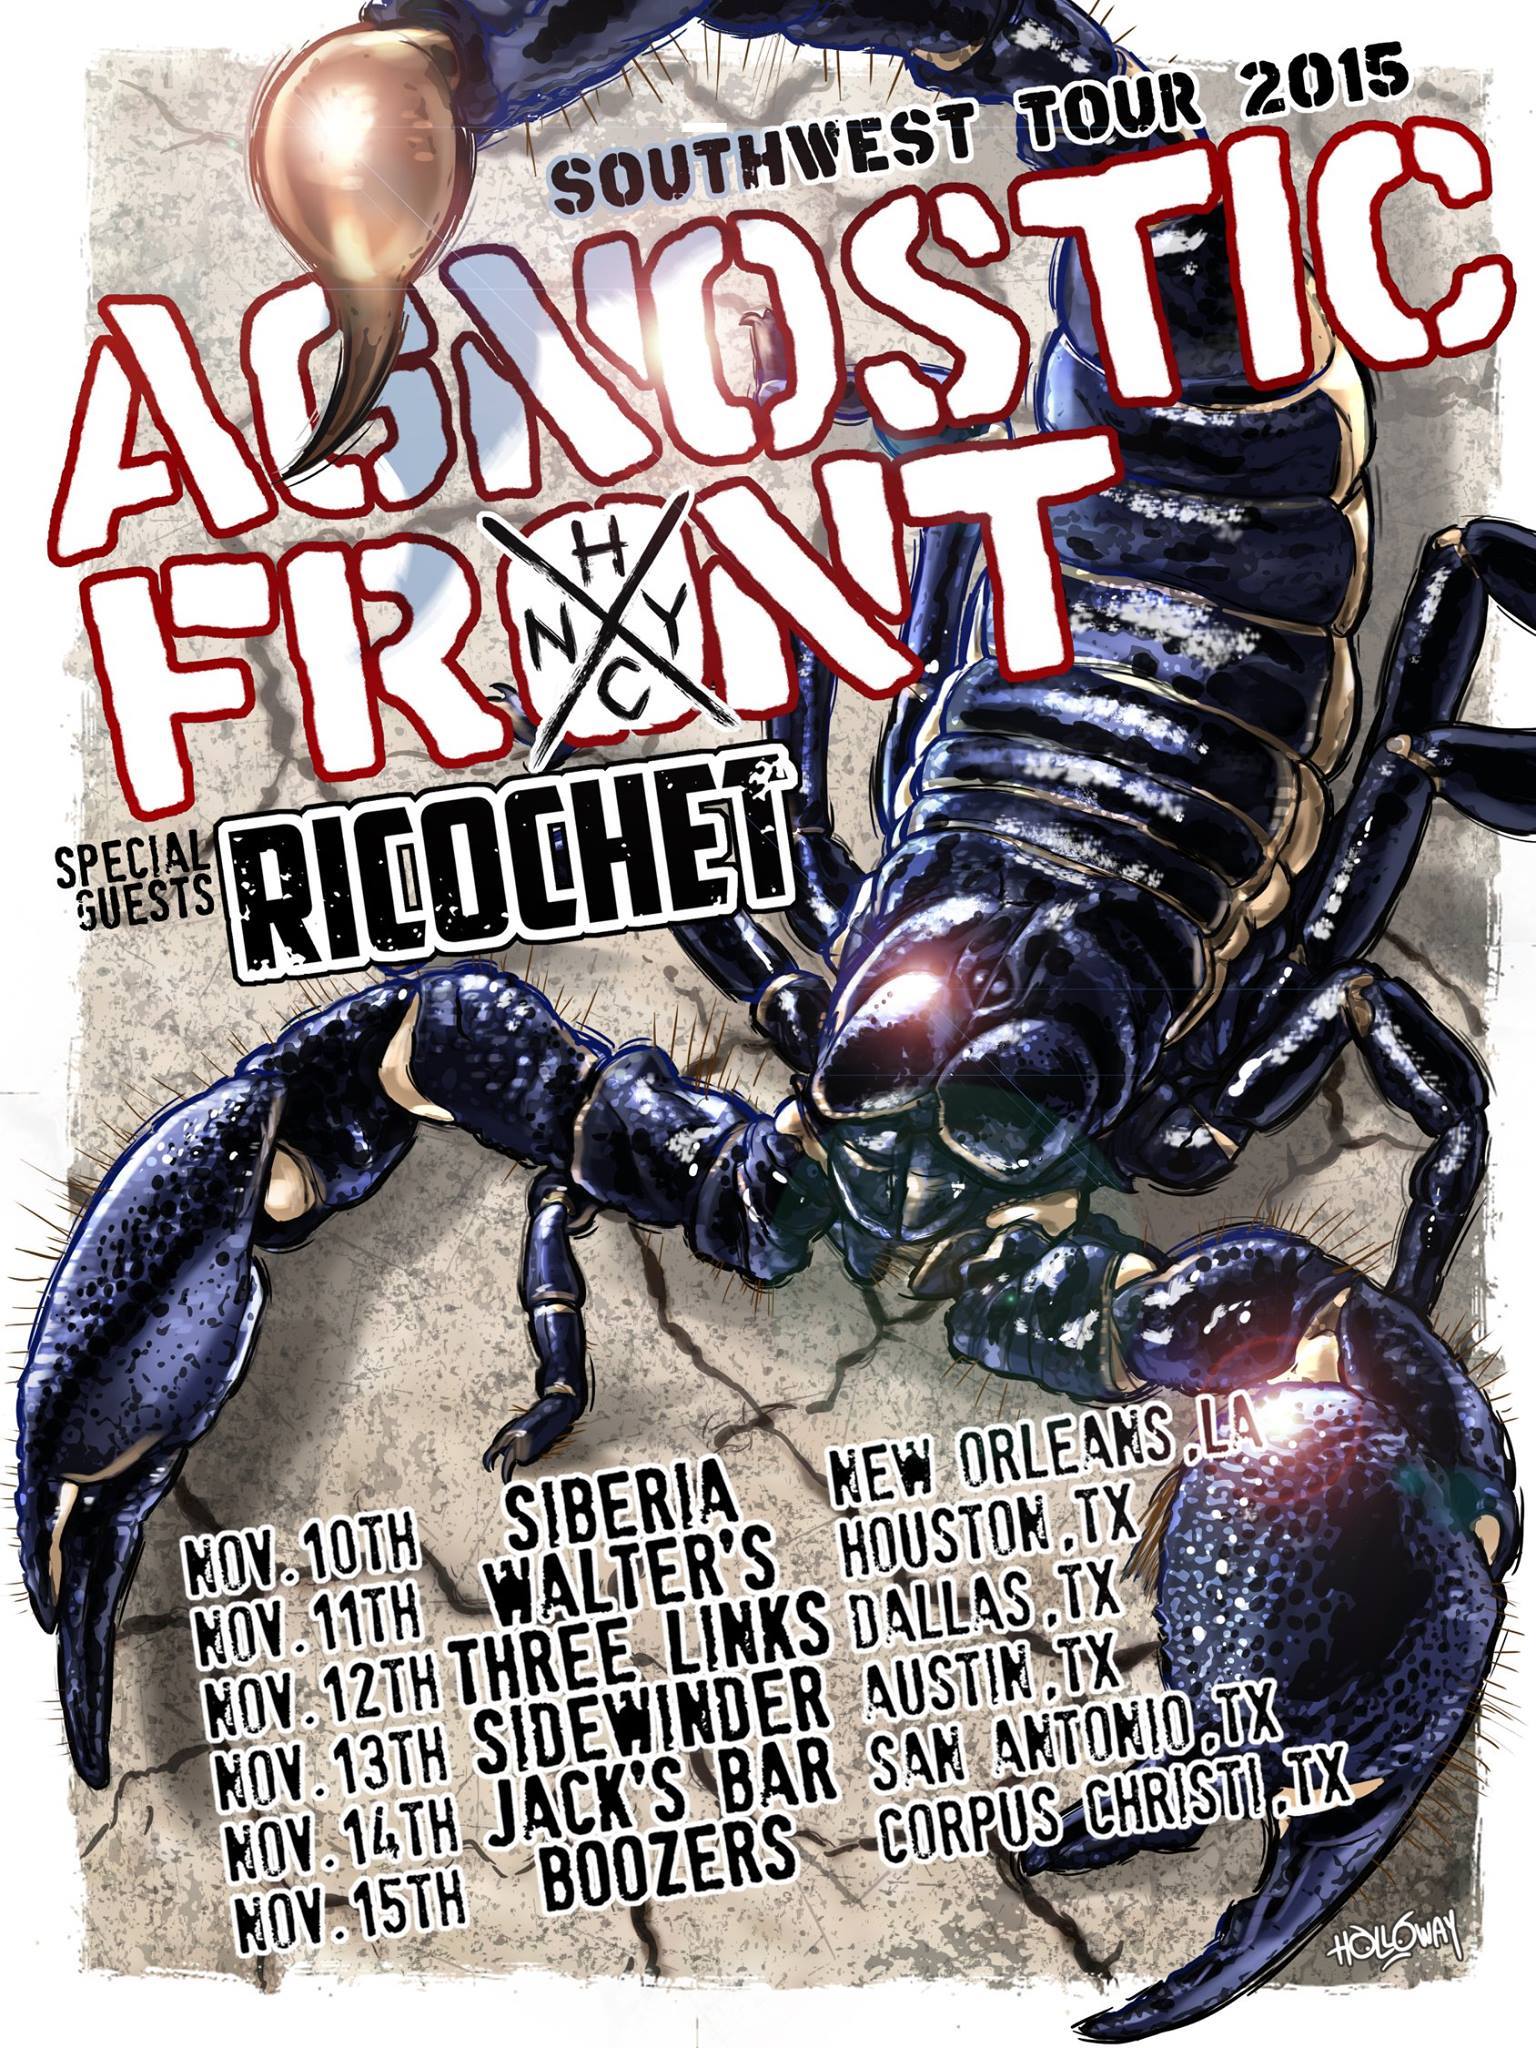 SOUTHWEST TOUR 2015
AGNOSTIC
FRONT
H
N Y
C
SPECIAL
GUESTS
RICOCHET
NOV. 10TH SIBERIA NEW ORLEANS, LA
NOV. 11TH WALTER'S HOUSTON, TX
NOV. 12TH THREE LINKS DALLAS, TX
NOV. 13TH SIDEWINDER AUSTIN, TX
NOV. 14TH JACK'S BAR SAN ANTONIO, TX
NOV. 15TH BOOZERS CORPUS CHRISTI, TX
HOLLOWAY